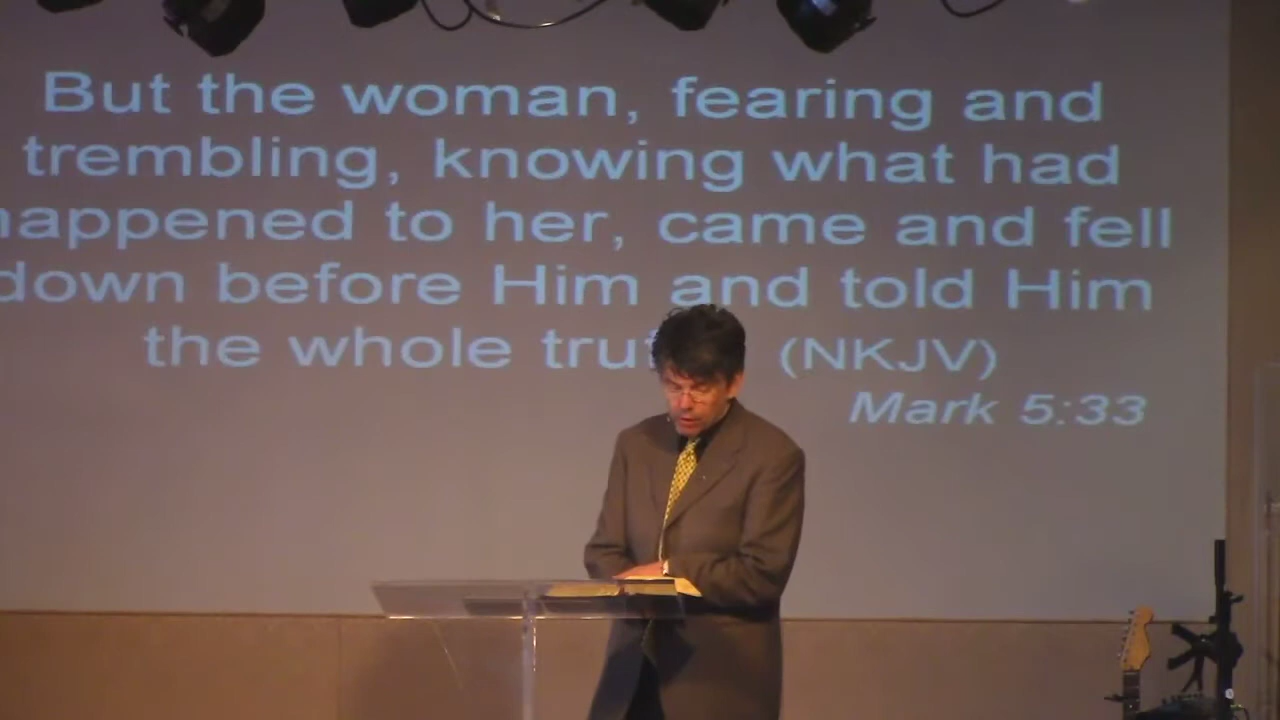 But the woman, fearing and
trembling, knowing what had
happened to her, came and fell
down before Him and told Him
the whole (NKJV)
Mark 5:33